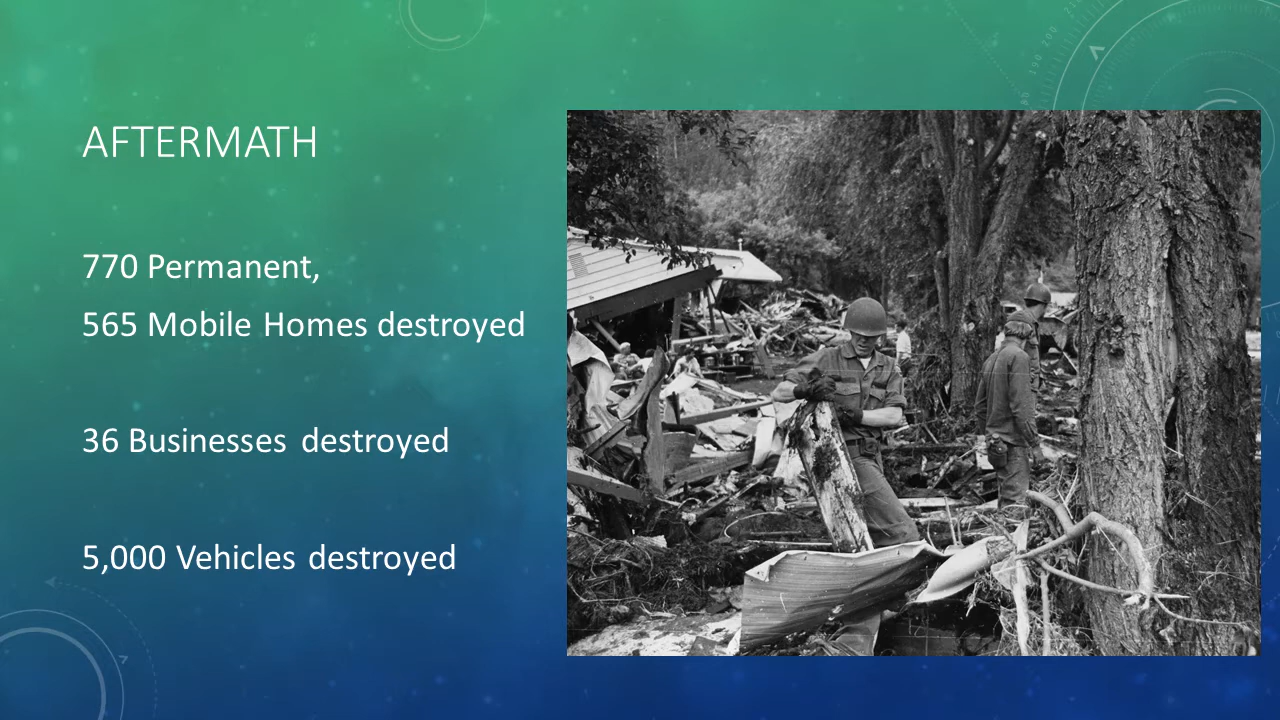 AFTERMATH
770 Permanent,
565 Mobile Homes destroyed
36 Businesses destroyed
5,000 Vehicles destroyed